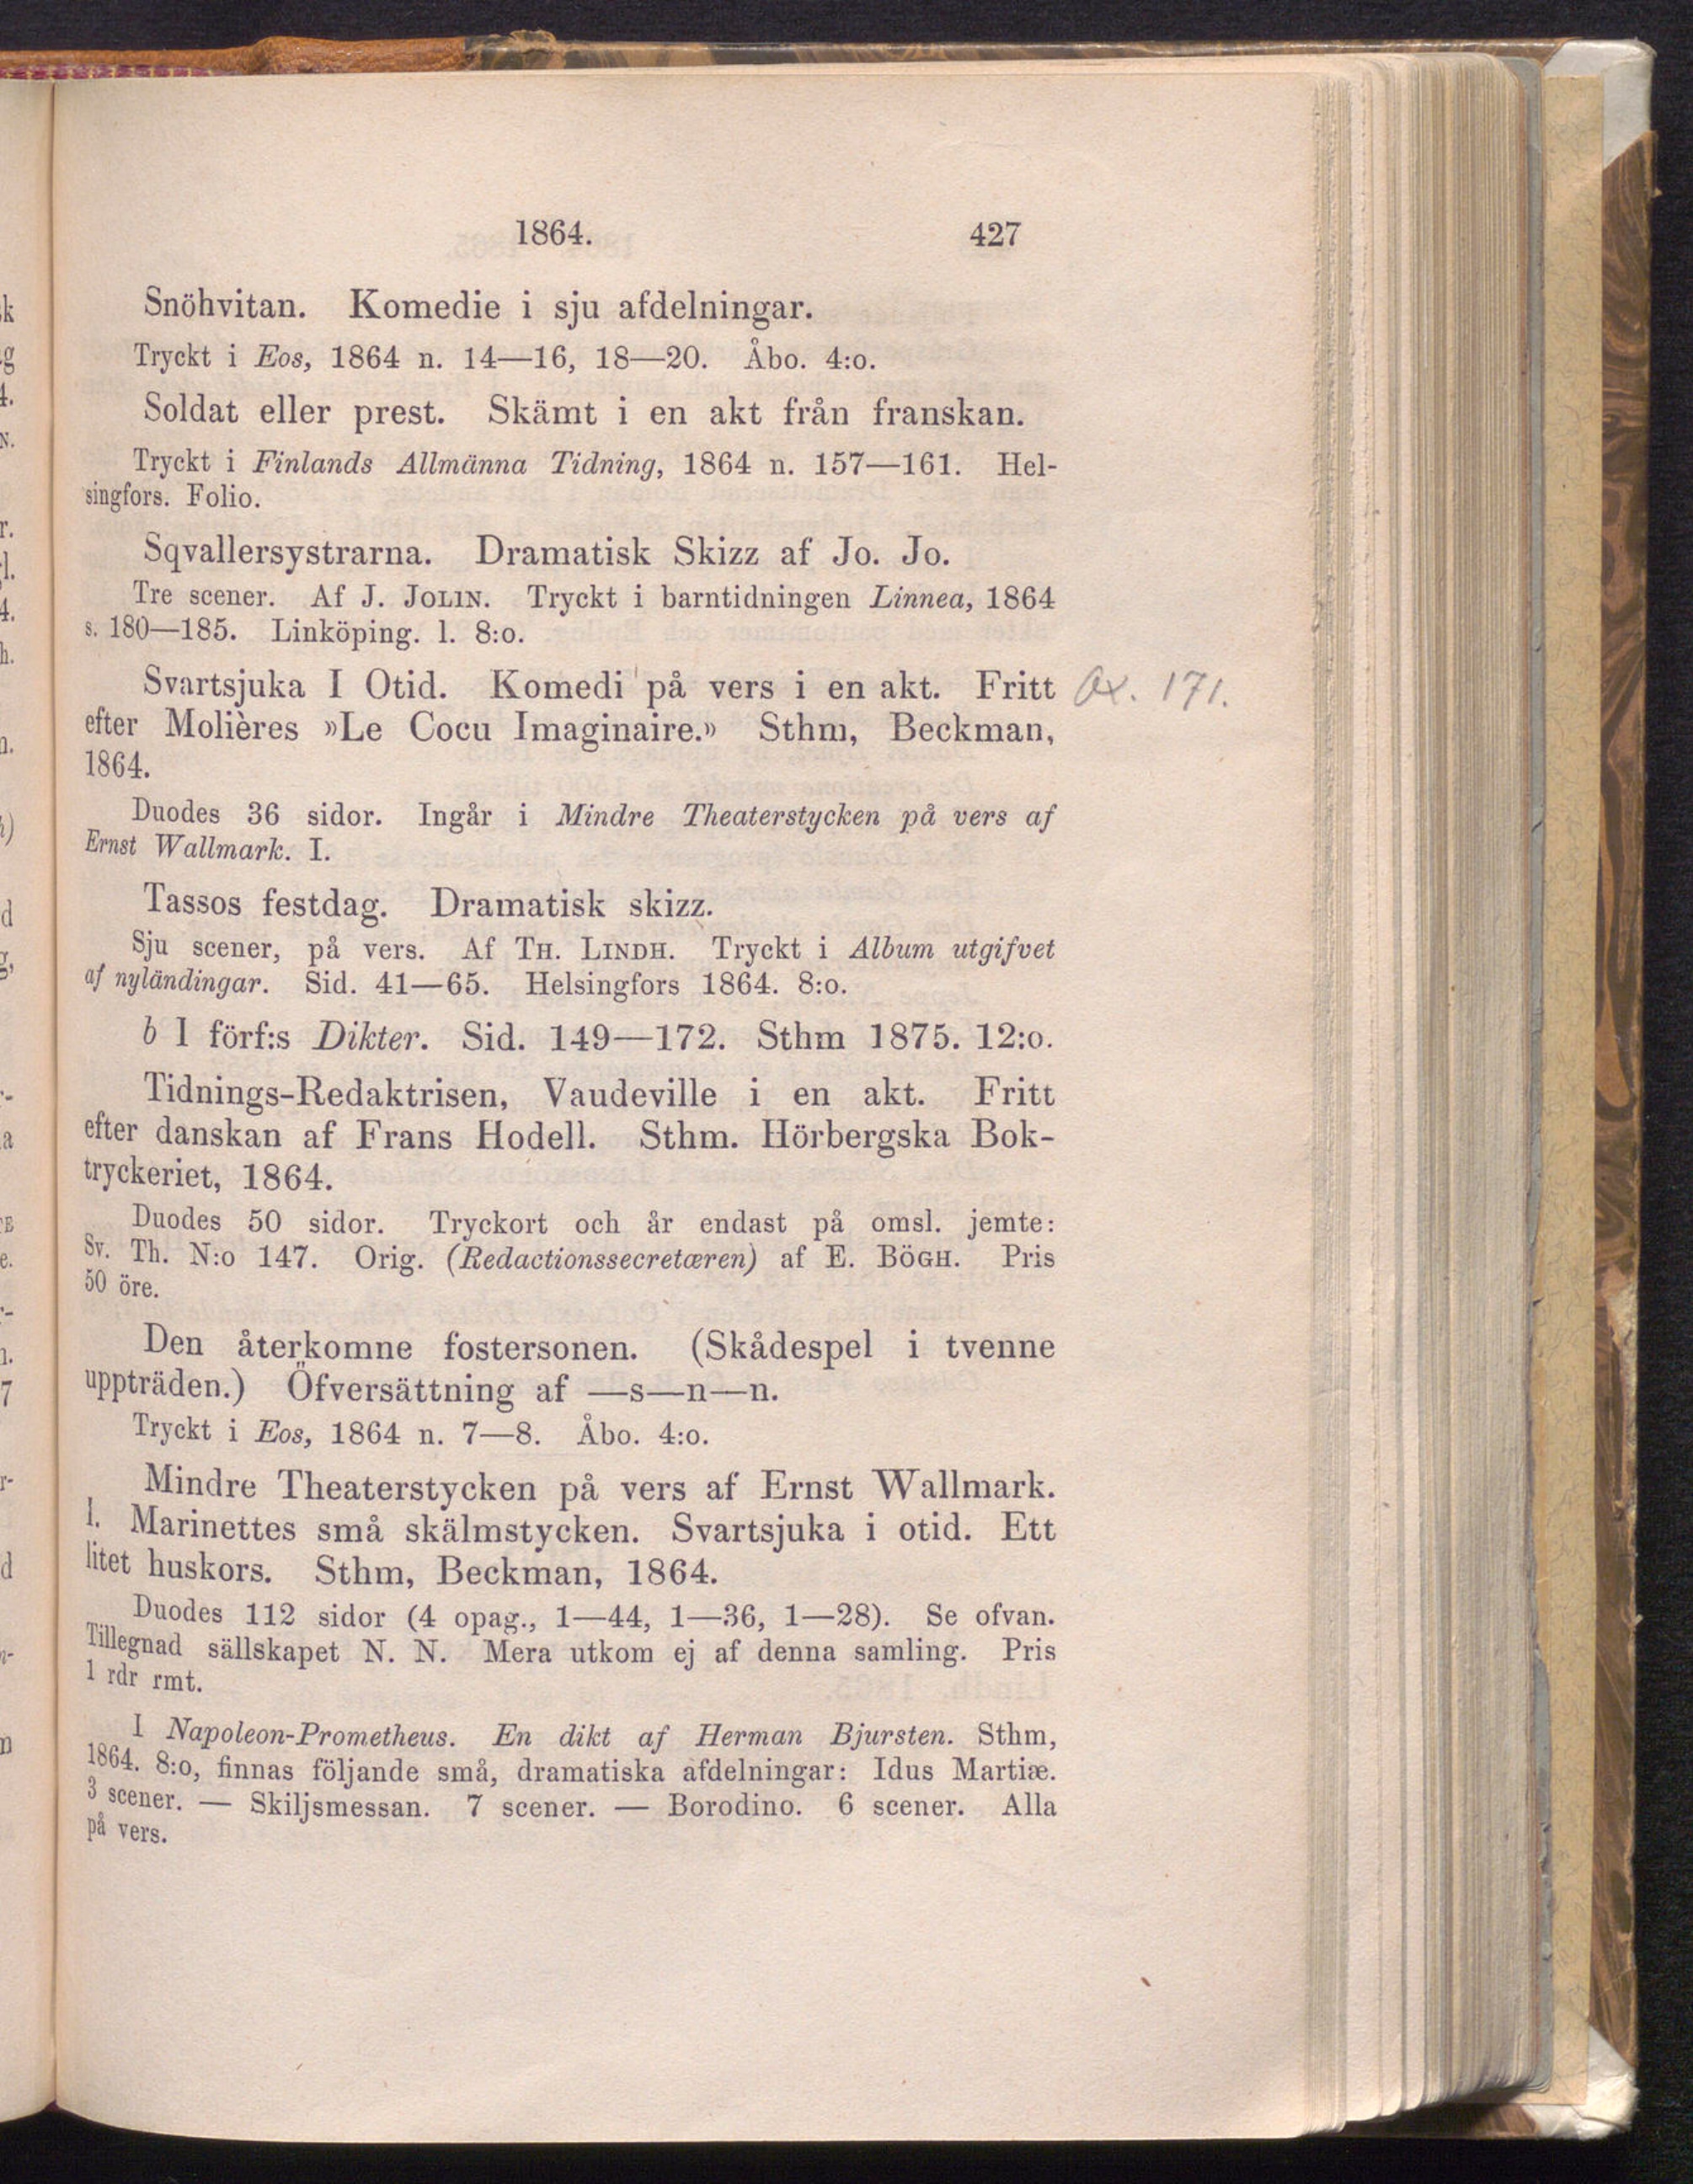 1864. 427
Snöhvitan. Komedie i sju afdelningar.
Tryckt i Eos, 1864 n. 14—16, 18—20. Åbo. 4:o.
Soldat eller prest. Skämt i en akt från franskan.
Tryckt i Finlands Allmänna Tidning, 1864 n. 157—161. Hel-
singfors. Folio.
Sqvallersystrarna. Dramatisk Skizz af Jo. Jo.
Tre scener. Af J. JOLIN. Tryckt i barntidningen Linnea, 1864
s. 180—185. Linköping. l. 8:o.
Svartsjuka I Otid. Komedi på vers i en akt. Fritt
efter Molières »Le Cocu Imaginaire.» Sthm, Beckman,
1864.
Duodes 36 sidor. Ingår i Mindre Theaterstycken på vers af
Ernst Wallmark. I.
Tassos festdag. Dramatisk skizz.
Sju scener, på vers. Af TH. LINDH. Tryckt i Album utgifvet
af nyländingar. Sid. 41—65. Helsingfors 1864. 8:o.
b I förf:s Dikter. Sid. 149—172. Sthm 1875. 12:o.
Tidnings-Redaktrisen, Vaudeville i en akt. Fritt
efter danskan af Frans Hodell. Sthm. Hörbergska Bok-
tryckeriet, 1864.
Duodes 50 sidor. Tryckort och år endast på omsl. jemte:
Sv. Th. N:o 147. Orig. (Redactionssecretæren) af E. BÖGH. Pris
50 öre.
Den återkomne fostersonen. (Skådespel i tvenne
uppträden.) Öfversättning af —s—n—n.
Tryckt i Eos, 1864 n. 7—8. Åbo. 4:o.
Mindre Theaterstycken på vers af Ernst Wallmark.
I. Marinettes små skälmstycken. Svartsjuka i otid. Ett
litet huskors. Sthm, Beckman, 1864.
Duodes 112 sidor (4 opag., 1—44, 1—36, 1—28). Se ofvan.
Tillegnad sällskapet N. N. Mera utkom ej af denna samling. Pris
1 rdr rmt.
I Napoleon-Prometheus. En dikt af Herman Bjursten. Sthm,
1864. 8:o, finnas följande små, dramatiska afdelningar: Idus Martiæ.
3 scener. — Skiljsmessan. 7 scener. — Borodino. 6 scener. Alla
på vers.
171.